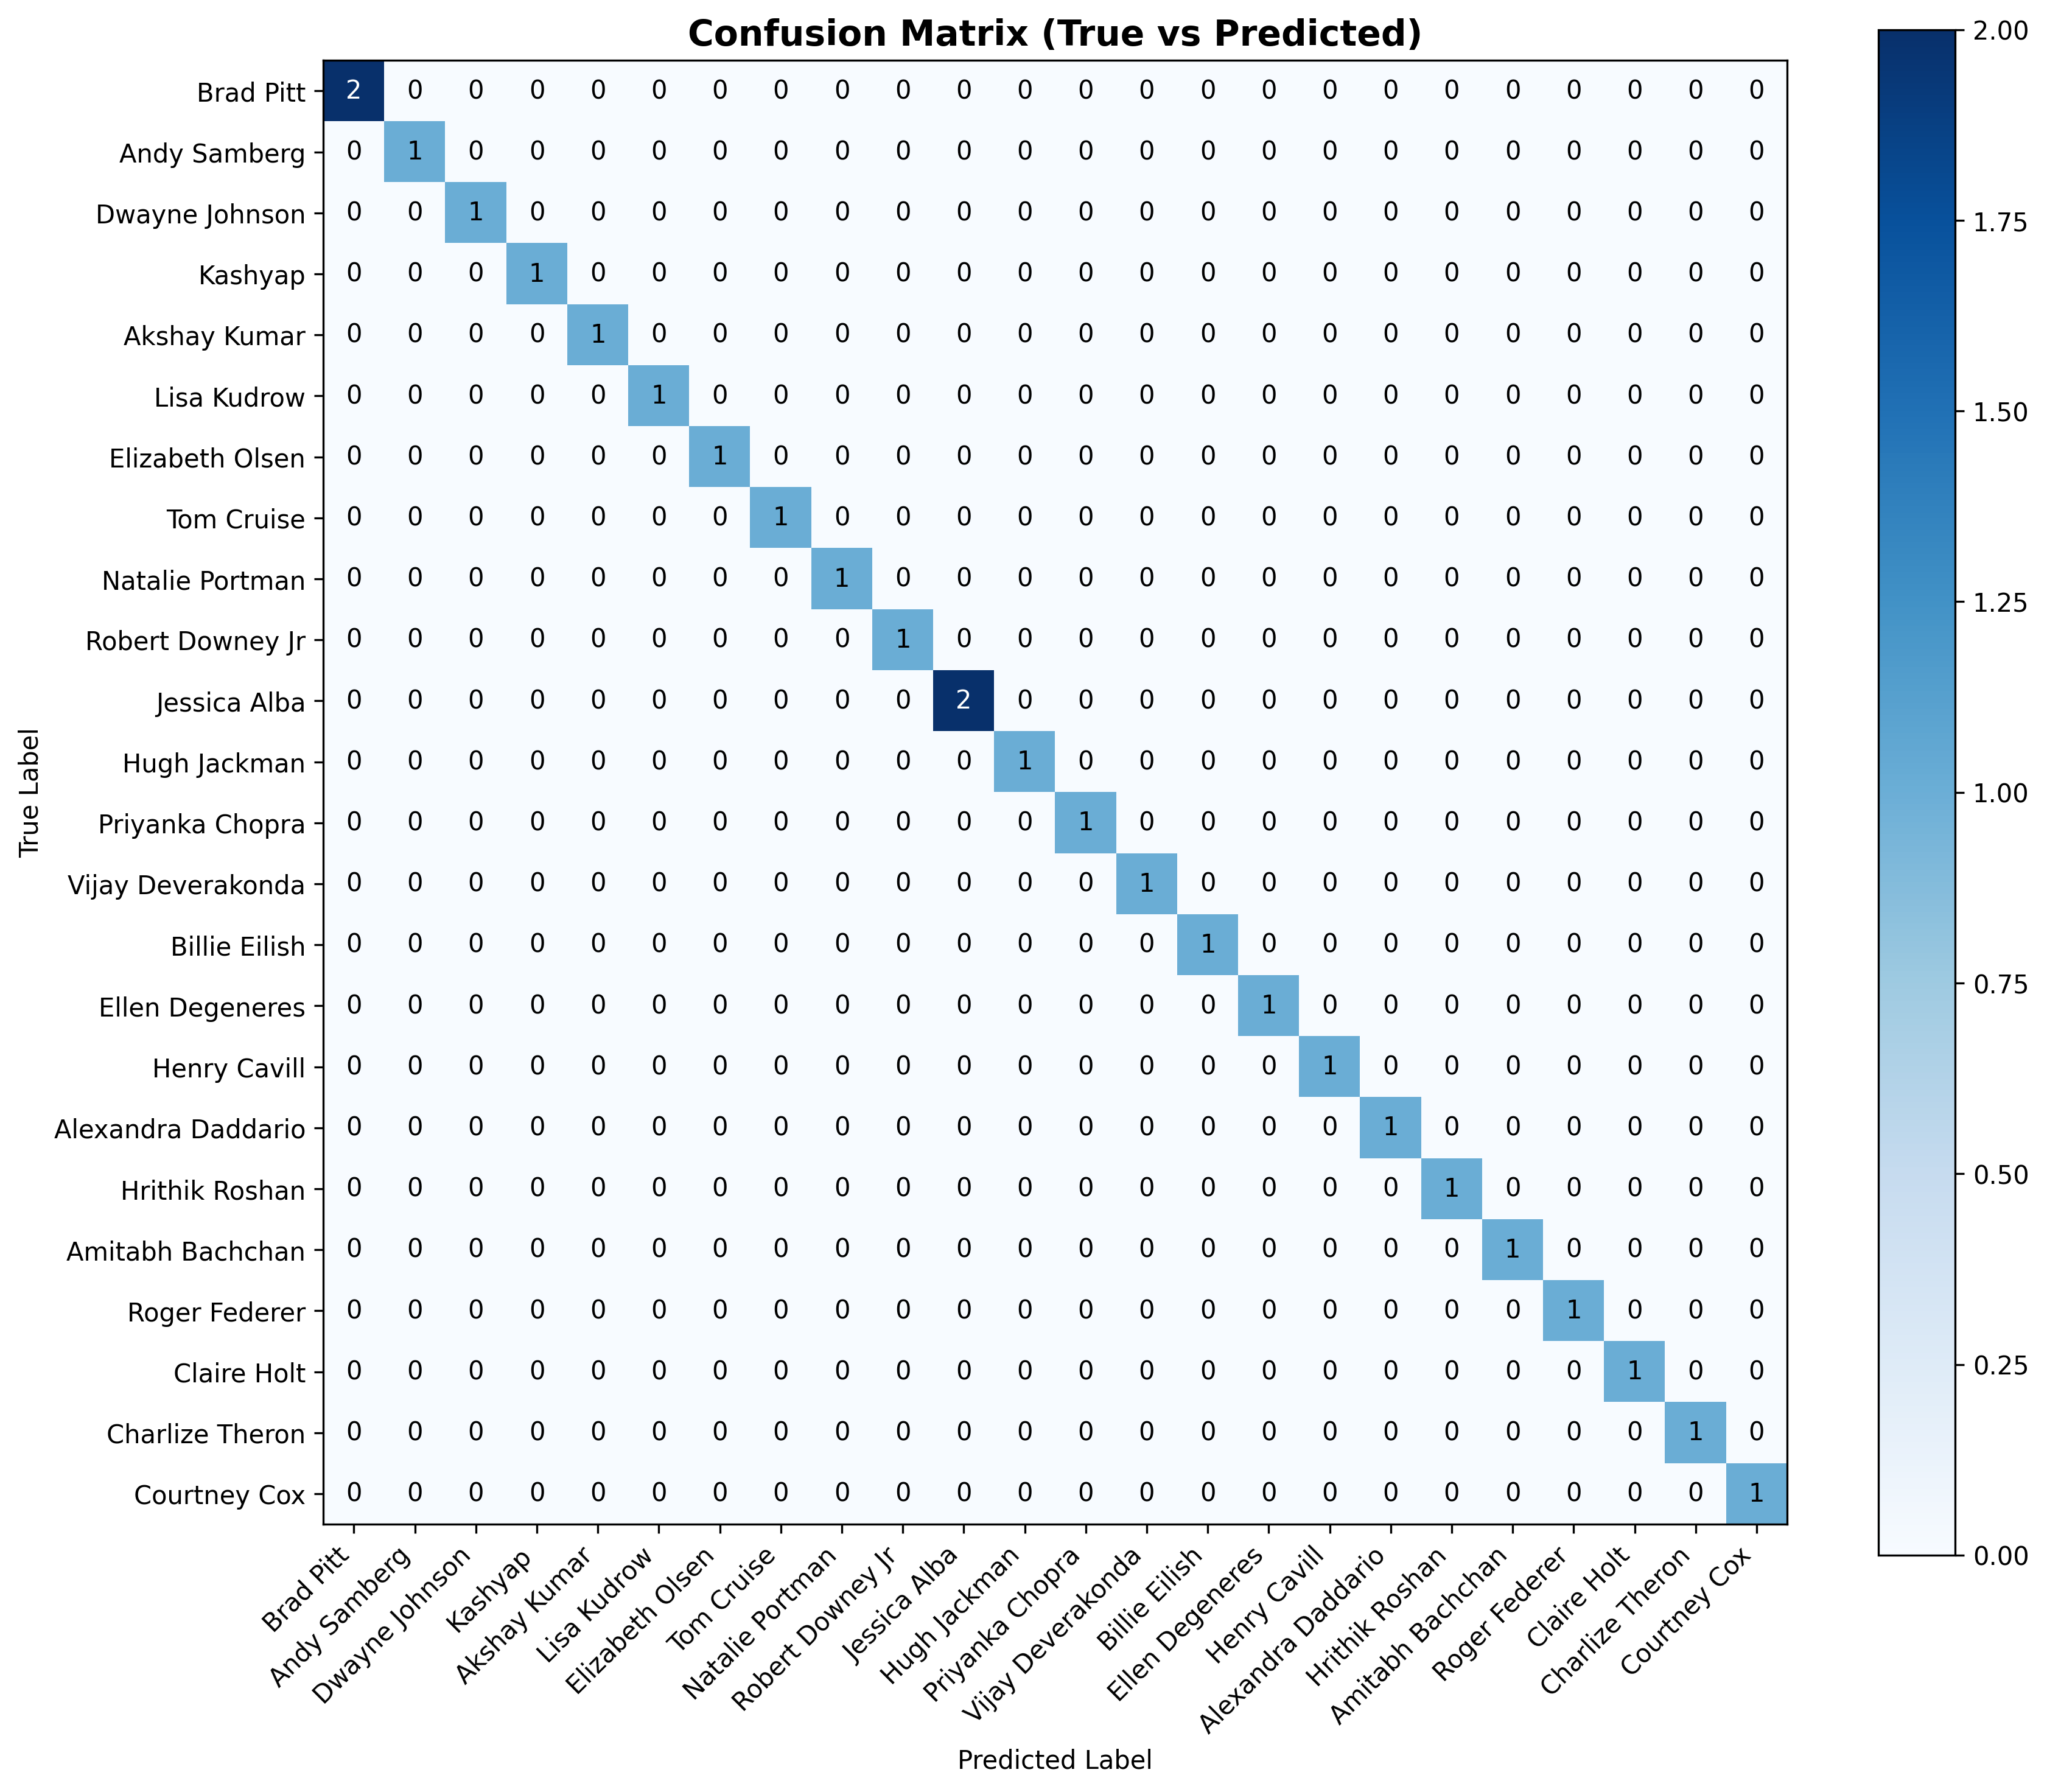 Confusion Matrix (True vs Predicted)
Brad Pitt 2 0 0 0 0 0 0 0 0 0 0 0 0 0 0 0 0 0 0 0 0 0 0 0
Andy Samberg 0 1 0 0 0 0 0 0 0 0 0 0 0 0 0 0 0 0 0 0 0 0 0 0
Dwayne Johnson 0 0 1 0 0 0 0 0 0 0 0 0 0 0 0 0 0 0 0 0 0 0 0 0
Kashyap 0 0 0 1 0 0 0 0 0 0 0 0 0 0 0 0 0 0 0 0 0 0 0 0
Akshay Kumar 0 0 0 0 1 0 0 0 0 0 0 0 0 0 0 0 0 0 0 0 0 0 0 0
Lisa Kudrow 0 0 0 0 0 1 0 0 0 0 0 0 0 0 0 0 0 0 0 0 0 0 0 0
Elizabeth Olsen 0 0 0 0 0 0 1 0 0 0 0 0 0 0 0 0 0 0 0 0 0 0 0 0
Tom Cruise 0 0 0 0 0 0 0 1 0 0 0 0 0 0 0 0 0 0 0 0 0 0 0 0
Natalie Portman 0 0 0 0 0 0 0 0 1 0 0 0 0 0 0 0 0 0 0 0 0 0 0 0
Robert Downey Jr 0 0 0 0 0 0 0 0 0 1 0 0 0 0 0 0 0 0 0 0 0 0 0 0
Jessica Alba 0 0 0 0 0 0 0 0 0 0 2 0 0 0 0 0 0 0 0 0 0 0 0 0
Hugh Jackman 0 0 0 0 0 0 0 0 0 0 0 1 0 0 0 0 0 0 0 0 0 0 0 0
Priyanka Chopra 0 0 0 0 0 0 0 0 0 0 0 0 1 0 0 0 0 0 0 0 0 0 0 0
Vijay Deverakonda 0 0 0 0 0 0 0 0 0 0 0 0 0 1 0 0 0 0 0 0 0 0 0 0
Billie Eilish 0 0 0 0 0 0 0 0 0 0 0 0 0 0 1 0 0 0 0 0 0 0 0 0
Ellen Degeneres 0 0 0 0 0 0 0 0 0 0 0 0 0 0 0 1 0 0 0 0 0 0 0 0
Henry Cavill 0 0 0 0 0 0 0 0 0 0 0 0 0 0 0 0 1 0 0 0 0 0 0 0
Alexandra Daddario 0 0 0 0 0 0 0 0 0 0 0 0 0 0 0 0 0 1 0 0 0 0 0 0
Hrithik Roshan 0 0 0 0 0 0 0 0 0 0 0 0 0 0 0 0 0 0 1 0 0 0 0 0
Amitabh Bachchan 0 0 0 0 0 0 0 0 0 0 0 0 0 0 0 0 0 0 0 1 0 0 0 0
Roger Federer 0 0 0 0 0 0 0 0 0 0 0 0 0 0 0 0 0 0 0 0 1 0 0 0
Claire Holt 0 0 0 0 0 0 0 0 0 0 0 0 0 0 0 0 0 0 0 0 0 1 0 0
Charlize Theron 0 0 0 0 0 0 0 0 0 0 0 0 0 0 0 0 0 0 0 0 0 0 1 0
Courtney Cox 0 0 0 0 0 0 0 0 0 0 0 0 0 0 0 0 0 0 0 0 0 0 0 1
True Label
Brad Pitt
Andy Samberg
Dwayne Johnson
Kashyap
Akshay Kumar
Lisa Kudrow
Elizabeth Olsen
Tom Cruise
Natalie Portman
Robert Downey Jr
Jessica Alba
Hugh Jackman
Priyanka Chopra
Vijay Deverakonda
Billie Eilish
Ellen Degeneres
Henry Cavill
Alexandra Daddario
Hrithik Roshan
Amitabh Bachchan
Roger Federer
Claire Holt
Charlize Theron
Courtney Cox
Predicted Label
2.00
1.75
1.50
1.25
1.00
0.75
0.50
0.25
0.00